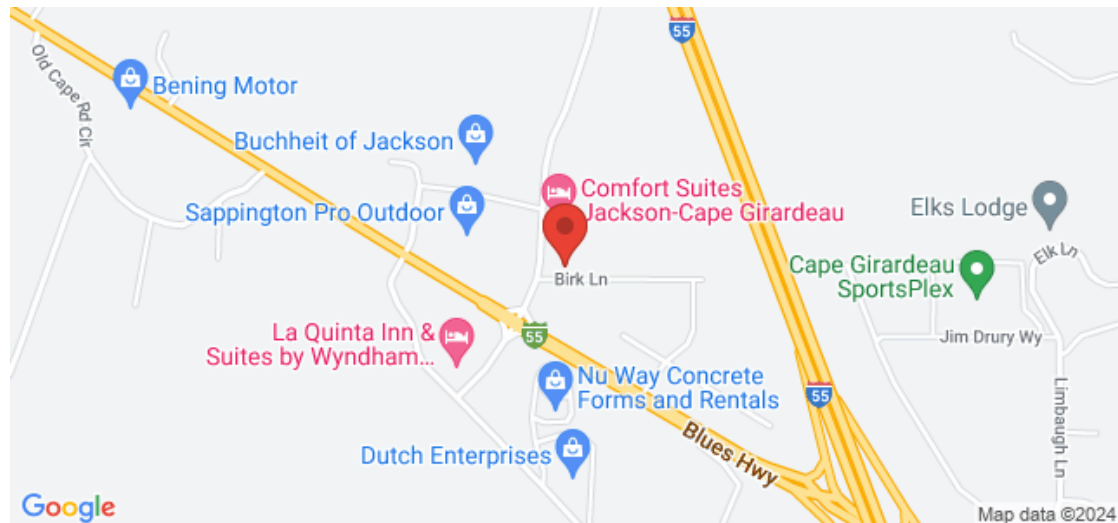 55
Old Cape Rd Cir
Bening Motor
Buchheit of Jackson
Comfort Suites
Jackson-Cape Girardeau
Sappington Pro Outdoor
Elks Lodge
Elk Ln
Cape Girardeau
SportsPlex
Birk Ln
55
La Quinta Inn &
Suites by Wyndham...
Jim Drury Wy
Nu Way Concrete
Forms and Rentals
55
Limbaugh Ln
Blues Hwy
Dutch Enterprises
Google
Map data ©2024